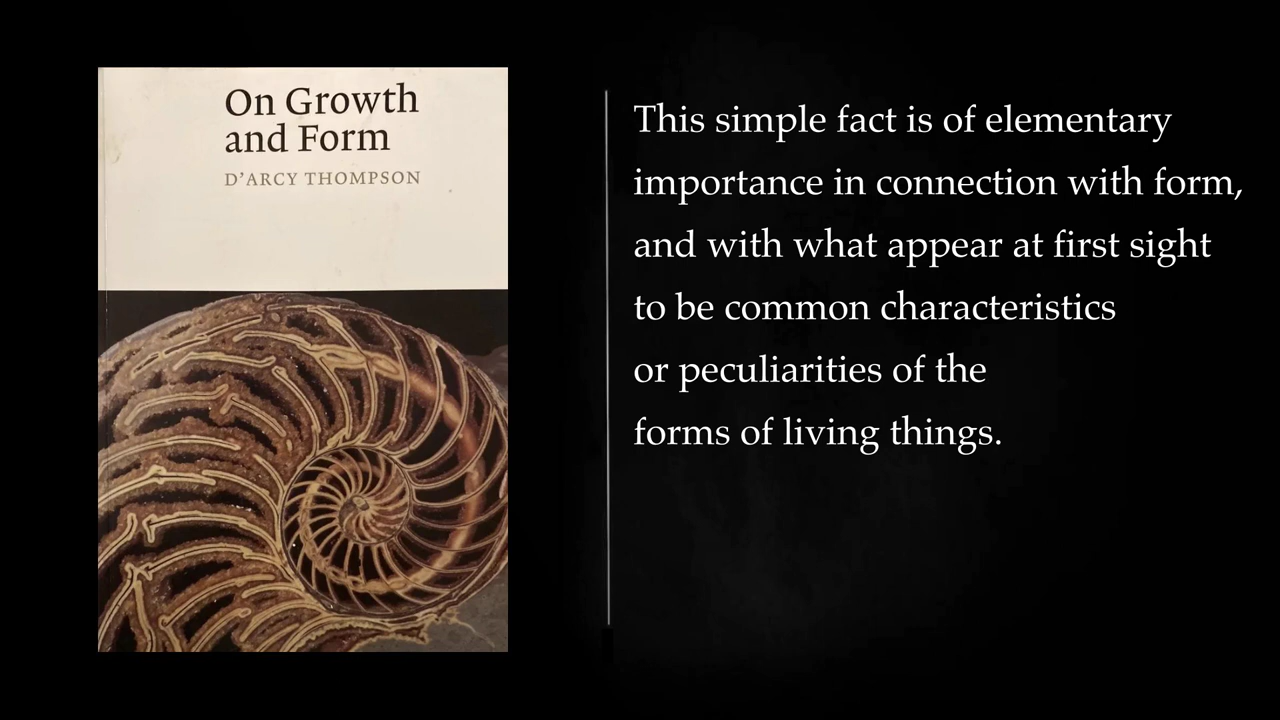 On Growth
and Form
D'ARCY THOMPSON
This simple fact is of elementary
importance in connection with form,
and with what appear at first sight
to be common characteristics
or peculiarities of the
forms of living things.